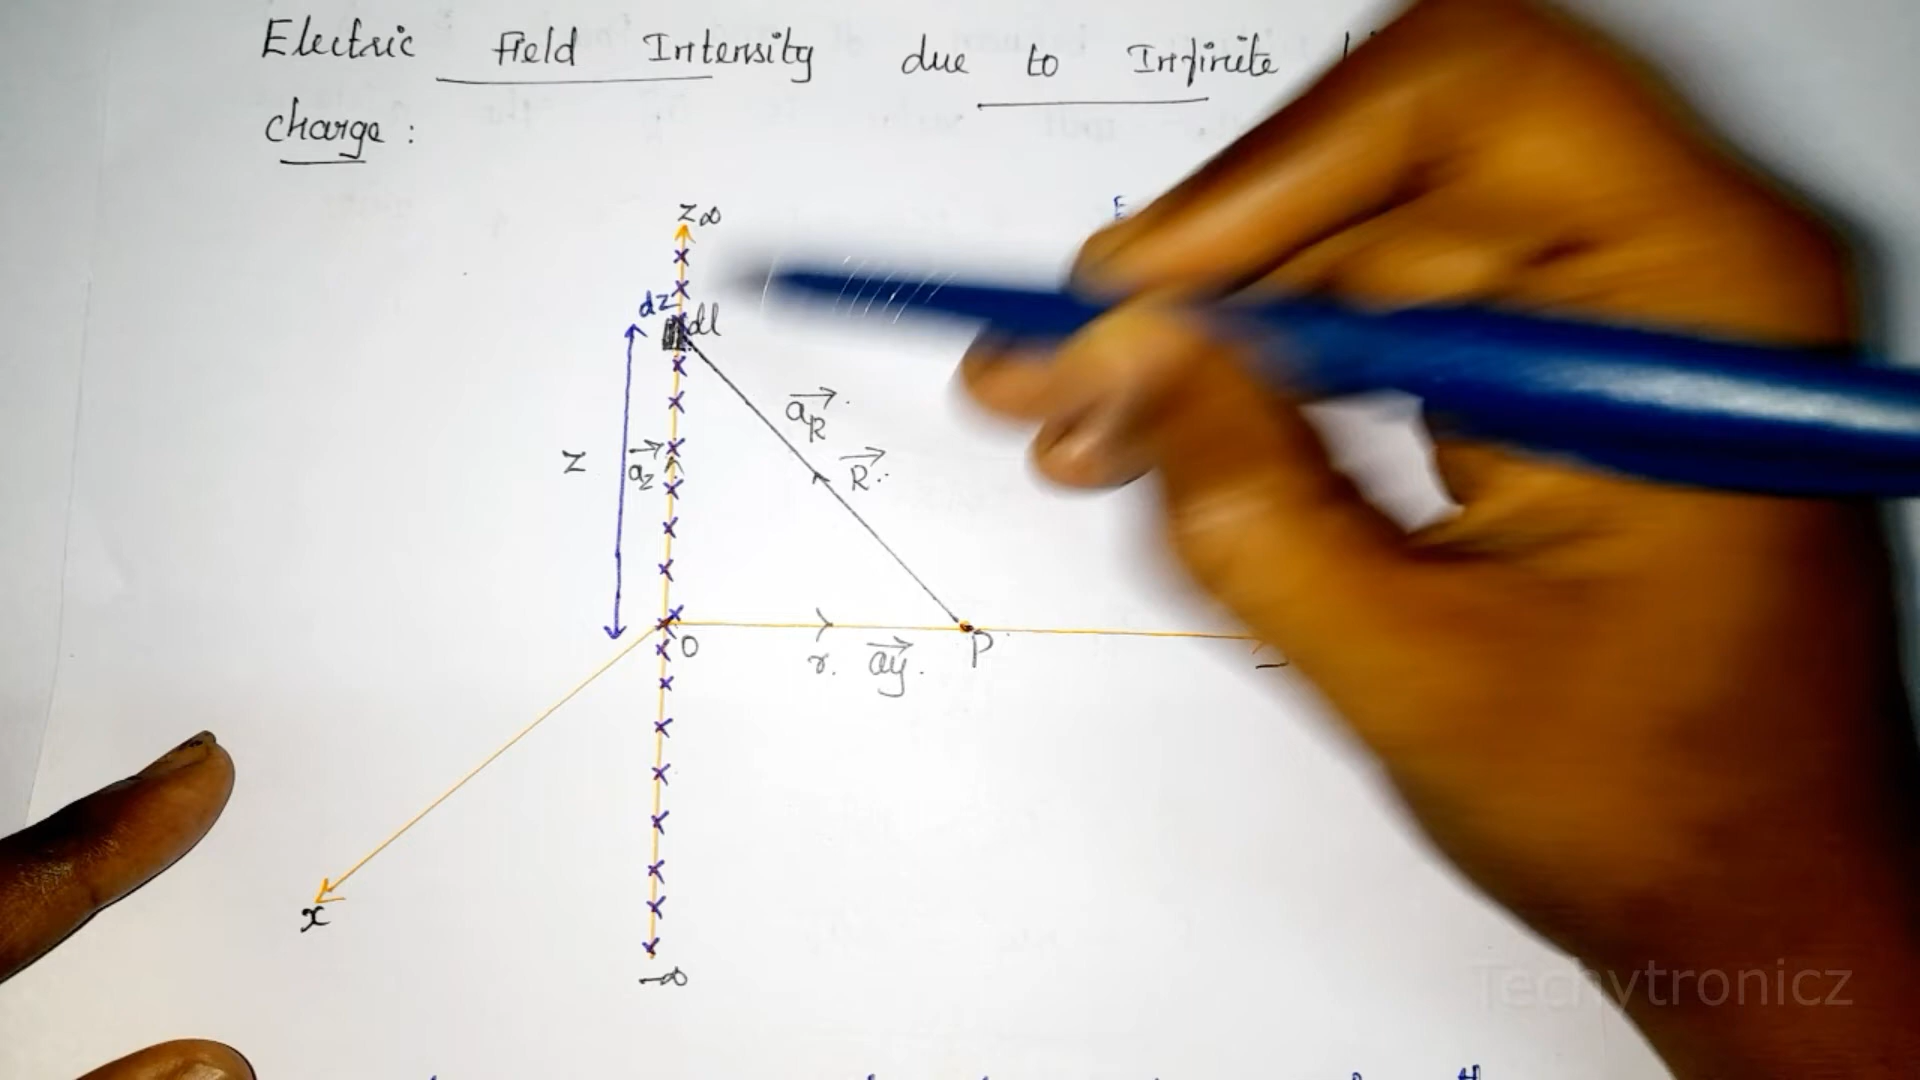 Electric Field Intensity due to Infinite
charge :
z ∞
dz
dl
aR
z
az
R
O
r. ay.
P
x
-∞
Techytronicz